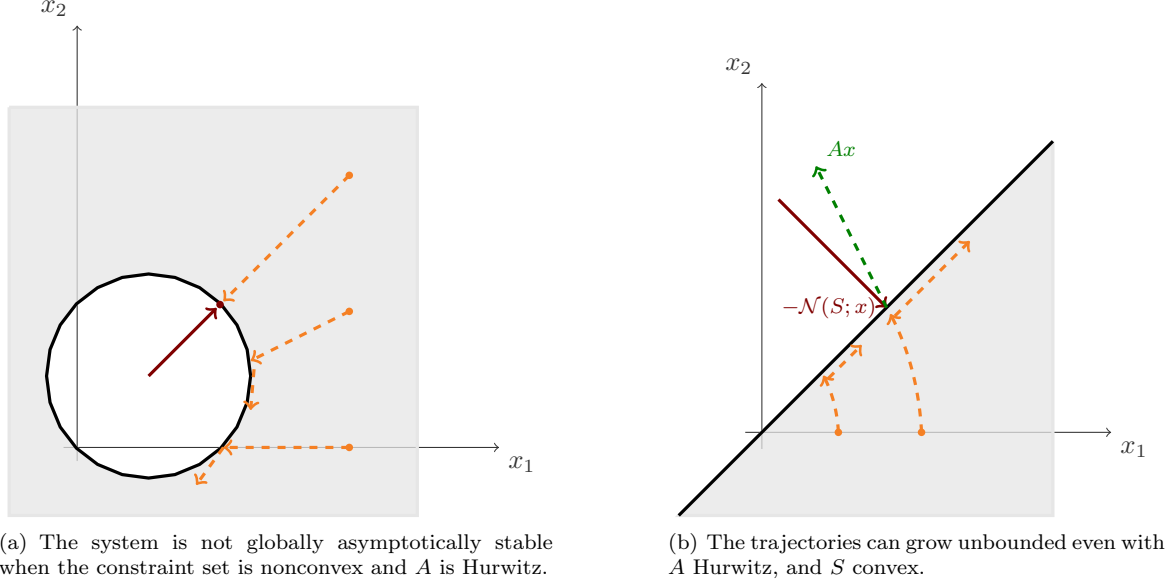 x₂
x₁
(a) The system is not globally asymptotically stable
when the constraint set is nonconvex and A is Hurwitz.
x₂
Ax
−𝒩(S; x)
x₁
(b) The trajectories can grow unbounded even with
A Hurwitz, and S convex.